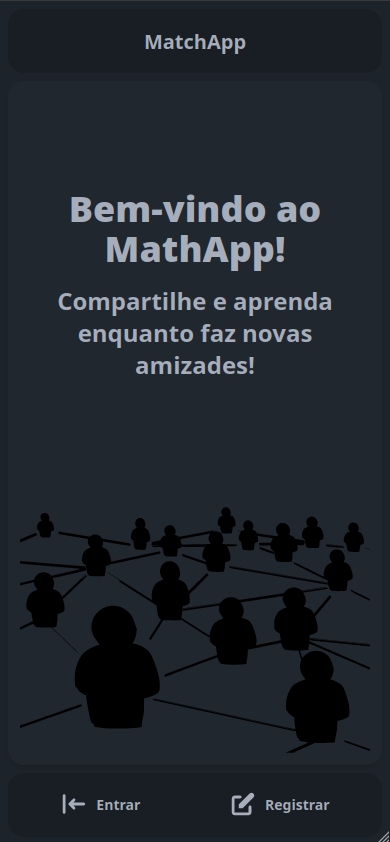 MatchApp
Bem-vindo ao
MathApp!
Compartilhe e aprenda
enquanto faz novas
amizades!
Entrar
Registrar